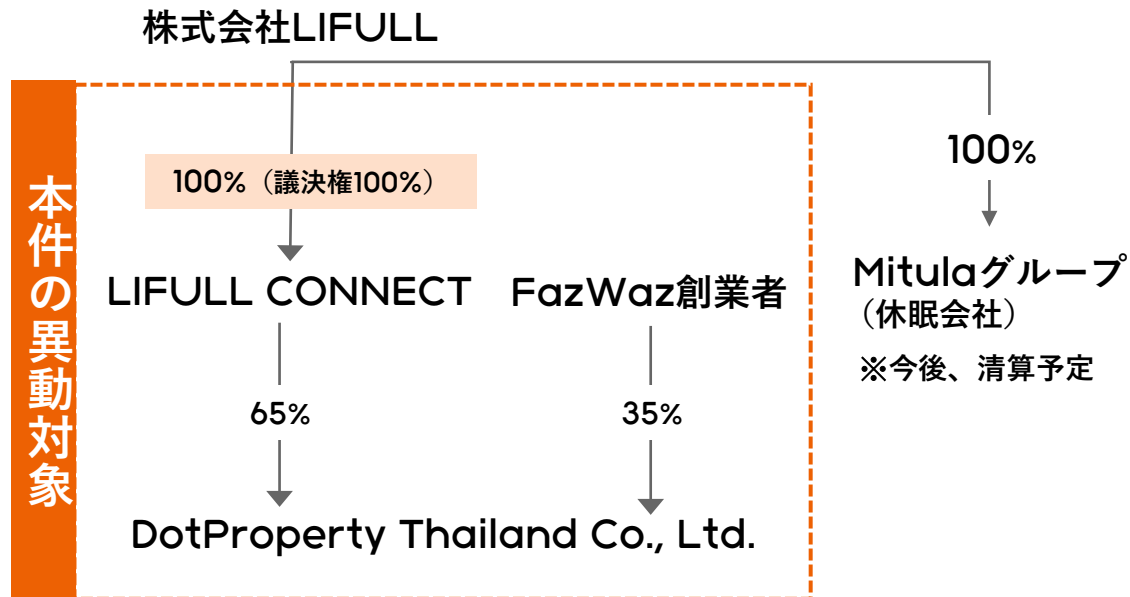 株式会社LIFULL
本件の異動対象
100%（議決権100%）
100%
LIFULL CONNECT
FazWaz創業者
Mitulaグループ
（休眠会社）
※今後、清算予定
65%
35%
DotProperty Thailand Co., Ltd.